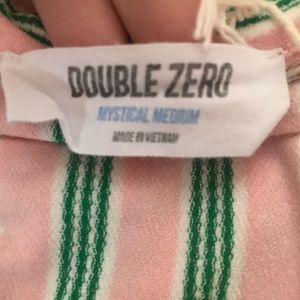 DOUBLE ZERO
MYSTICAL MEDIUM
MADE IN VIETNAM